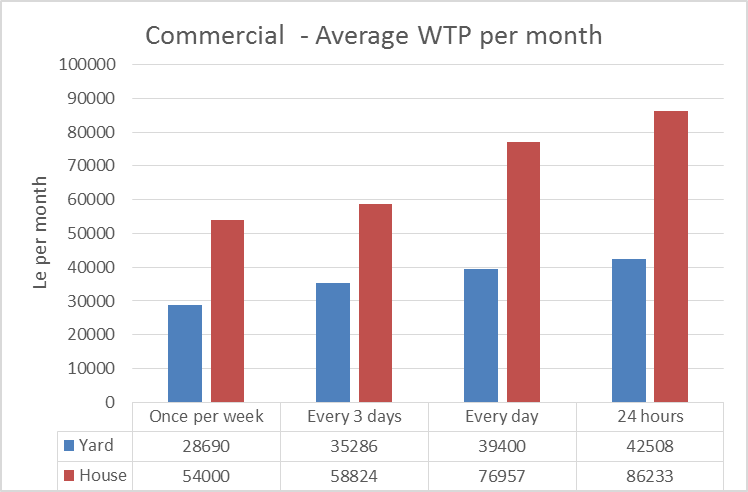 Commercial - Average WTP per month
Le per month
100000
90000
80000
70000
60000
50000
40000
30000
20000
10000
0
Once per week Every 3 days Every day 24 hours
Yard 28690 35286 39400 42508
House 54000 58824 76957 86233